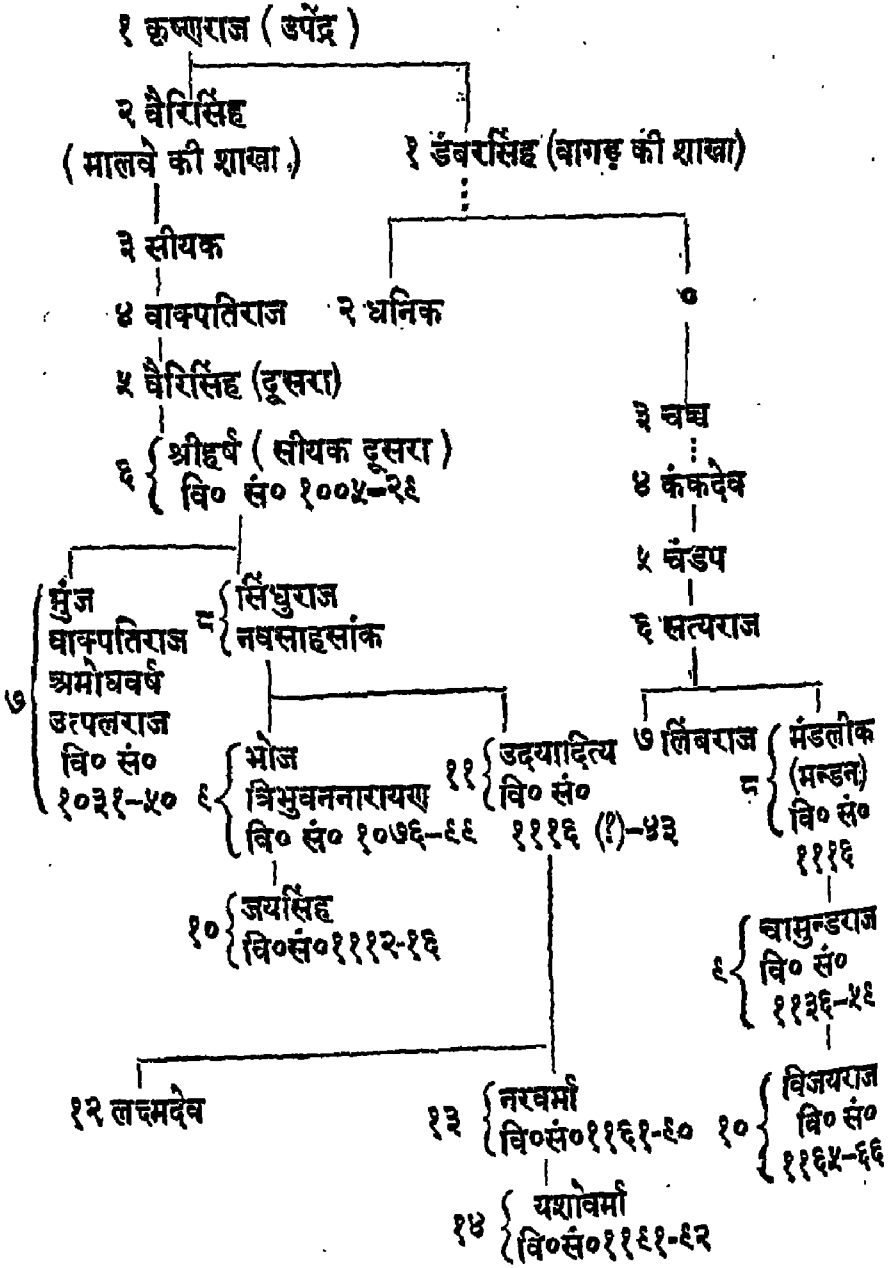 १ कृष्णराज ( उपेंद्र )
२ वैरिसिंह
( मालवे की शाखा )
१ डंबरसिंह (वागड़ की शाखा)
३ सीयक
४ वाक्पतिराज
२ धनिक
०
५ वैरिसिंह (दूसरा)
३ चच्च
६ श्रीहर्ष ( सीयक दूसरा )
वि० सं० १००५-२९
४ कंकदेव
५ चंडप
६ सत्यराज
७ मुंज
वाक्पतिराज
अमोघवर्ष
उत्पलराज
वि० सं०
१०३१-५०
८ सिंधुराज
नवसाहसांक
९ भोज
त्रिभुवननारायण
वि० सं० १०७६-९९
११ उदयादित्य
वि० सं०
१११६ (?)-४३
७ लिंबराज
८ मंडलीक
(मन्डन)
वि० सं०
१११६
१० जयसिंह
वि०सं०१११२-१६
९ चामुन्डराज
वि० सं०
११३६-५९
१२ लक्ष्मदेव
१३ नरवर्मा
वि०सं०११६१-९०
१० विजयराज
वि० सं०
११६५-६६
१४ यशोवर्मा
वि०सं०११९१-९२